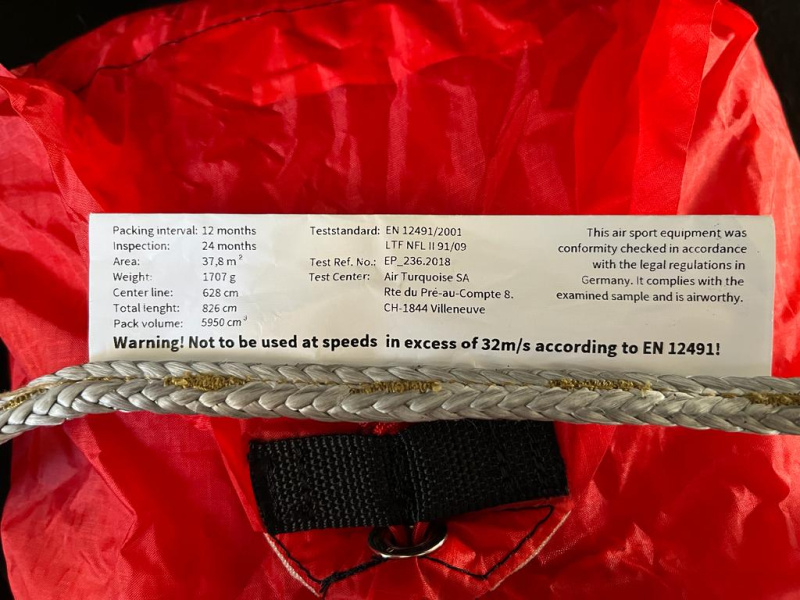 Packing interval: 12 months
Inspection: 24 months
Area: 37,8 m²
Weight: 1707 g
Center line: 628 cm
Total lenght: 826 cm
Pack volume: 5950 cm³
Teststandard: EN 12491/2001
LTF NFL II 91/09
Test Ref. No.: EP_236.2018
Test Center: Air Turquoise SA
Rte du Pré-au-Compte 8.
CH-1844 Villeneuve
This air sport equipment was
conformity checked in accordance
with the legal regulations in
Germany. It complies with the
examined sample and is airworthy.
Warning! Not to be used at speeds in excess of 32m/s according to EN 12491!